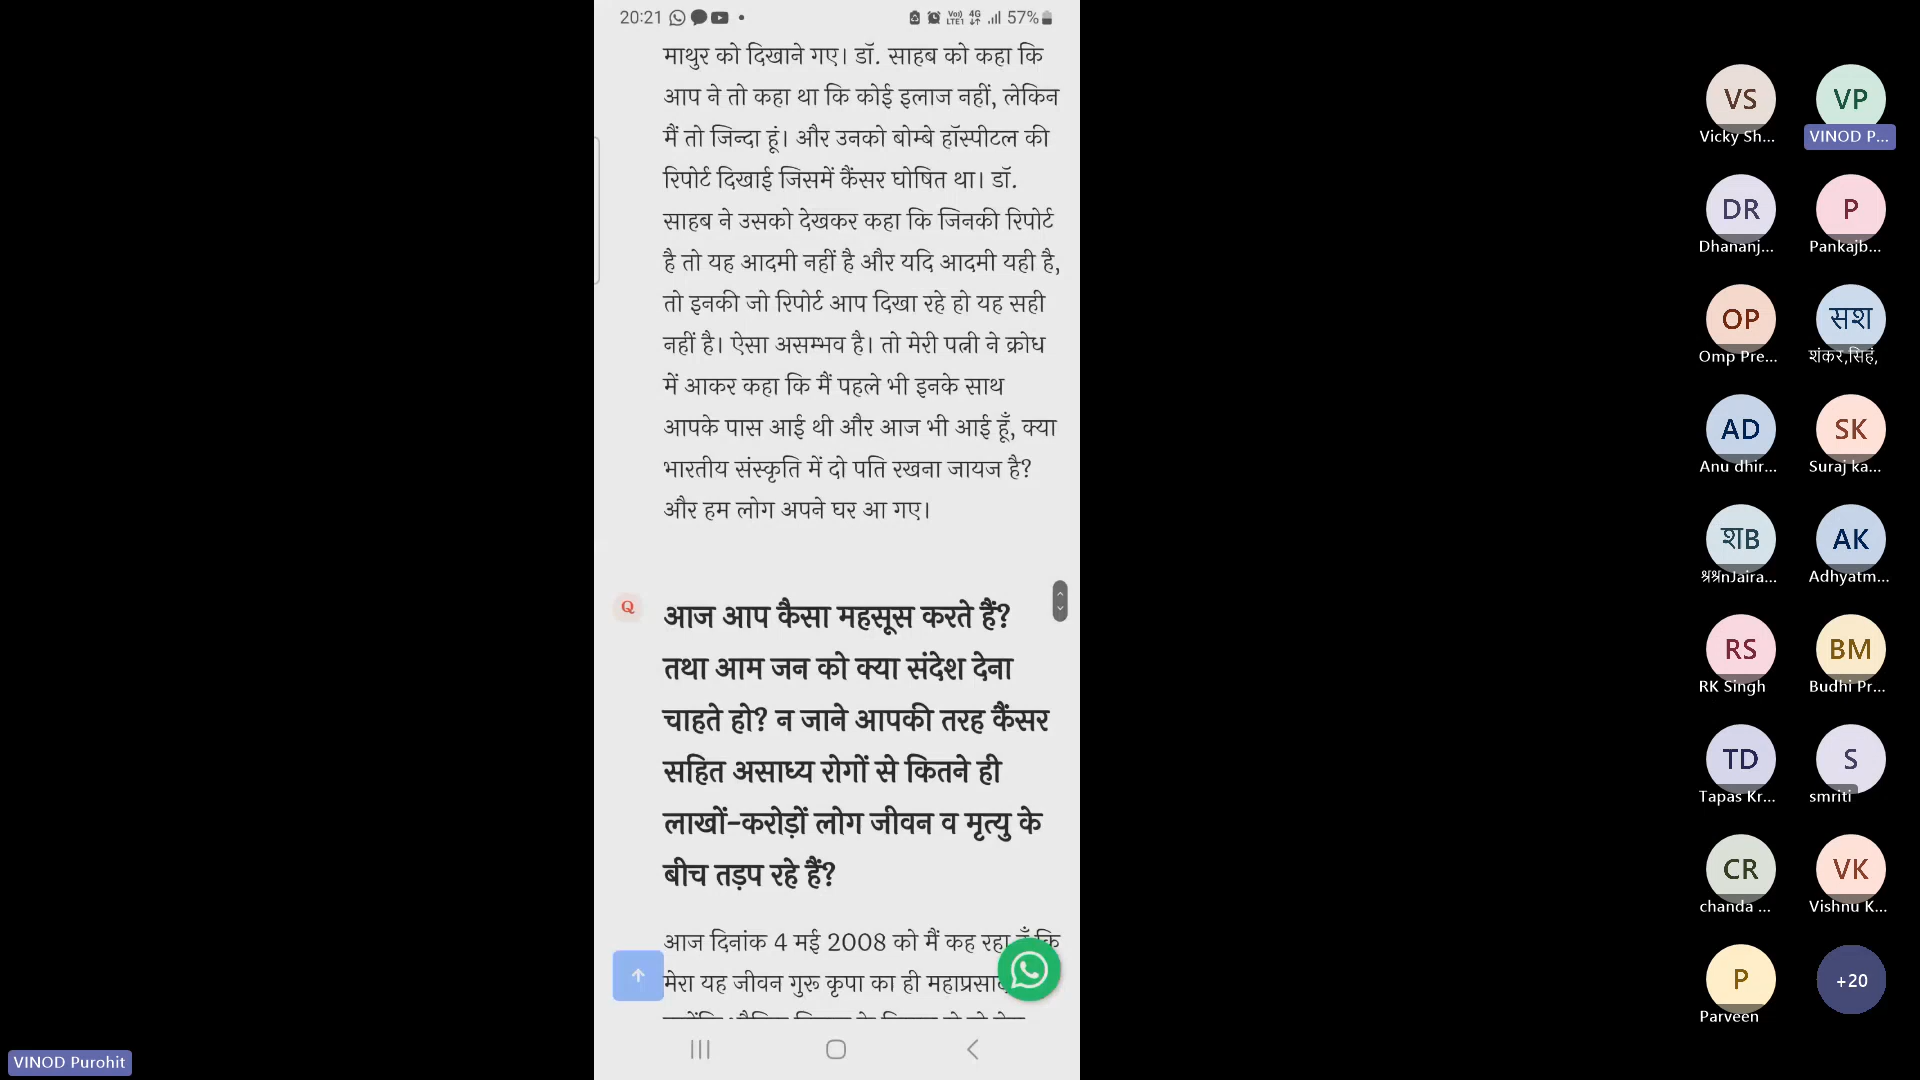 20:21
Vo)) LTE1 4G 57%
माथुर को दिखाने गए। डॉ. साहब को कहा कि
आप ने तो कहा था कि कोई इलाज नहीं, लेकिन
मैं तो जिन्दा हूं। और उनको बोम्बे हॉस्पीटल की
रिपोर्ट दिखाई जिसमें कैंसर घोषित था। डॉ.
साहब ने उसको देखकर कहा कि जिनकी रिपोर्ट
है तो यह आदमी नहीं है और यदि आदमी यही है,
तो इनकी जो रिपोर्ट आप दिखा रहे हो यह सही
नहीं है। ऐसा असम्भव है। तो मेरी पत्नी ने क्रोध
में आकर कहा कि मैं पहले भी इनके साथ
आपके पास आई थी और आज भी आई हूँ, क्या
भारतीय संस्कृति में दो पति रखना जायज है?
और हम लोग अपने घर आ गए।
Q
आज आप कैसा महसूस करते हैं?
तथा आम जन को क्या संदेश देना
चाहते हो? न जाने आपकी तरह कैंसर
सहित असाध्य रोगों से कितने ही
लाखों-करोड़ों लोग जीवन व मृत्यु के
बीच तड़प रहे हैं?
आज दिनांक 4 मई 2008 को मैं कह रहा हूँ कि
मेरा यह जीवन गुरू कृपा का ही
VINOD Purohit
VS
Vicky Sh...
VP
VINOD P...
DR
Dhananj...
P
Pankajb...
OP
Omp Pre...
सश
शंकर,सिहं,
AD
Anu dhir...
SK
Suraj ka...
शB
श्रश्रnJaira...
AK
Adhyatm...
RS
RK Singh
BM
Budhi Pr...
TD
Tapas Kr...
S
smriti
CR
chanda ...
VK
Vishnu K...
P
Parveen
+20